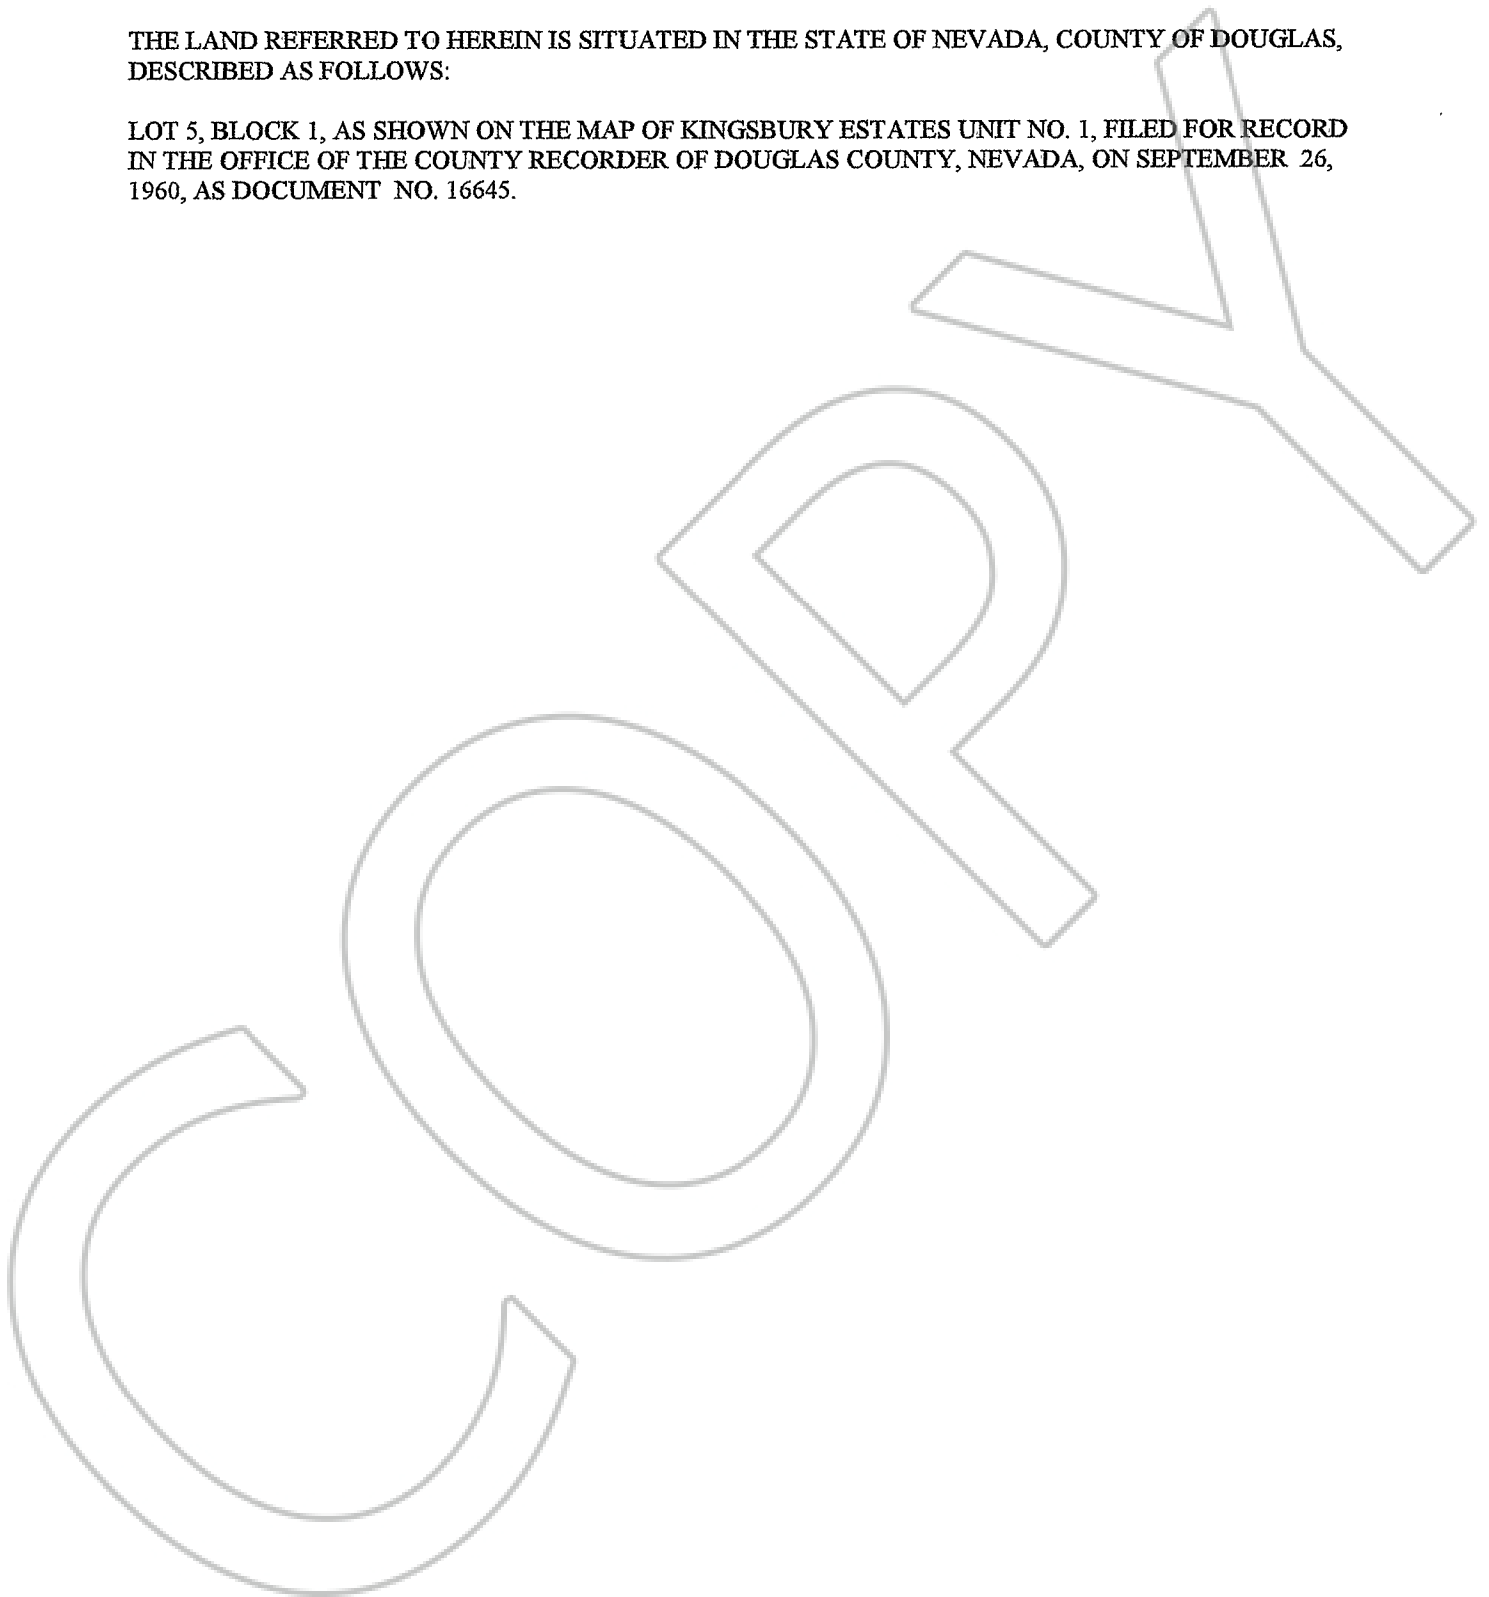 THE LAND REFERRED TO HEREIN IS SITUATED IN THE STATE OF NEVADA, COUNTY OF DOUGLAS,
DESCRIBED AS FOLLOWS:
LOT 5, BLOCK 1, AS SHOWN ON THE MAP OF KINGSBURY ESTATES UNIT NO. 1, FILED FOR RECORD
IN THE OFFICE OF THE COUNTY RECORDER OF DOUGLAS COUNTY, NEVADA, ON SEPTEMBER 26,
1960, AS DOCUMENT NO. 16645.
COPY